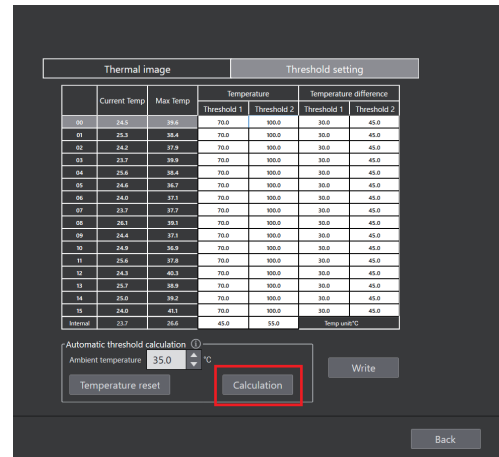 Thermal image Threshold setting
Current Temp Max Temp Temperature Temperature difference
Threshold 1 Threshold 2 Threshold 1 Threshold 2
00 24.5 39.6 70.0 100.0 30.0 45.0
01 25.3 38.4 70.0 100.0 30.0 45.0
02 24.2 37.9 70.0 100.0 30.0 45.0
03 23.7 39.9 70.0 100.0 30.0 45.0
04 25.6 38.4 70.0 100.0 30.0 45.0
05 24.6 36.7 70.0 100.0 30.0 45.0
06 24.0 37.1 70.0 100.0 30.0 45.0
07 23.7 37.7 70.0 100.0 30.0 45.0
08 26.1 39.1 70.0 100.0 30.0 45.0
09 24.4 37.1 70.0 100.0 30.0 45.0
10 24.9 36.9 70.0 100.0 30.0 45.0
11 25.6 37.8 70.0 100.0 30.0 45.0
12 24.3 40.3 70.0 100.0 30.0 45.0
13 25.7 38.9 70.0 100.0 30.0 45.0
14 25.0 39.2 70.0 100.0 30.0 45.0
15 24.0 41.1 70.0 100.0 30.0 45.0
Internal 23.7 26.6 45.0 55.0 Temp unit:°C
Automatic threshold calculation ⓘ
Ambient temperature 35.0 °C
Write
Temperature reset Calculation
Back